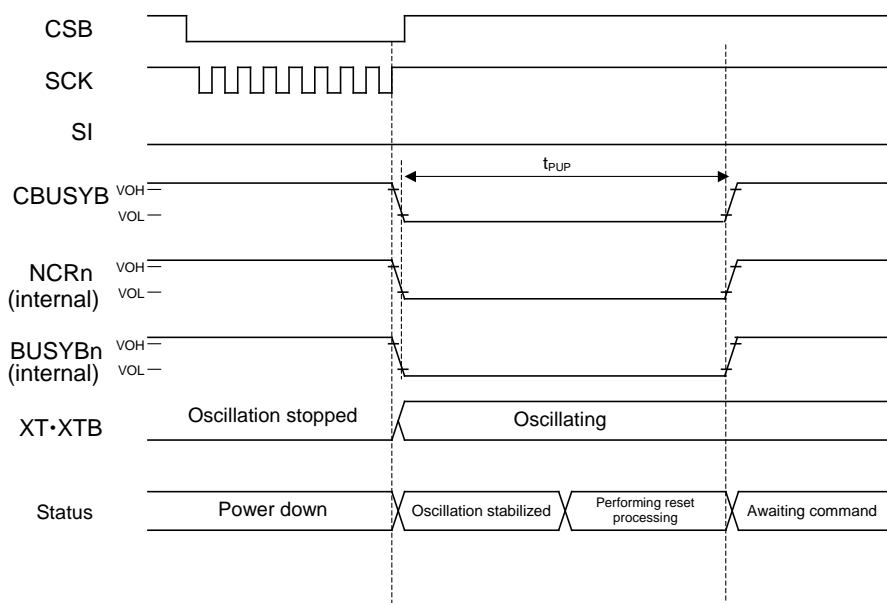 CSB
SCK
SI
tPUP
CBUSYB
VOH
VOL
NCRn
(internal)
VOH
VOL
BUSYBn
(internal)
VOH
VOL
XT・XTB
Oscillation stopped
Oscillating
Status
Power down
Oscillation stabilized
Performing reset
processing
Awaiting command